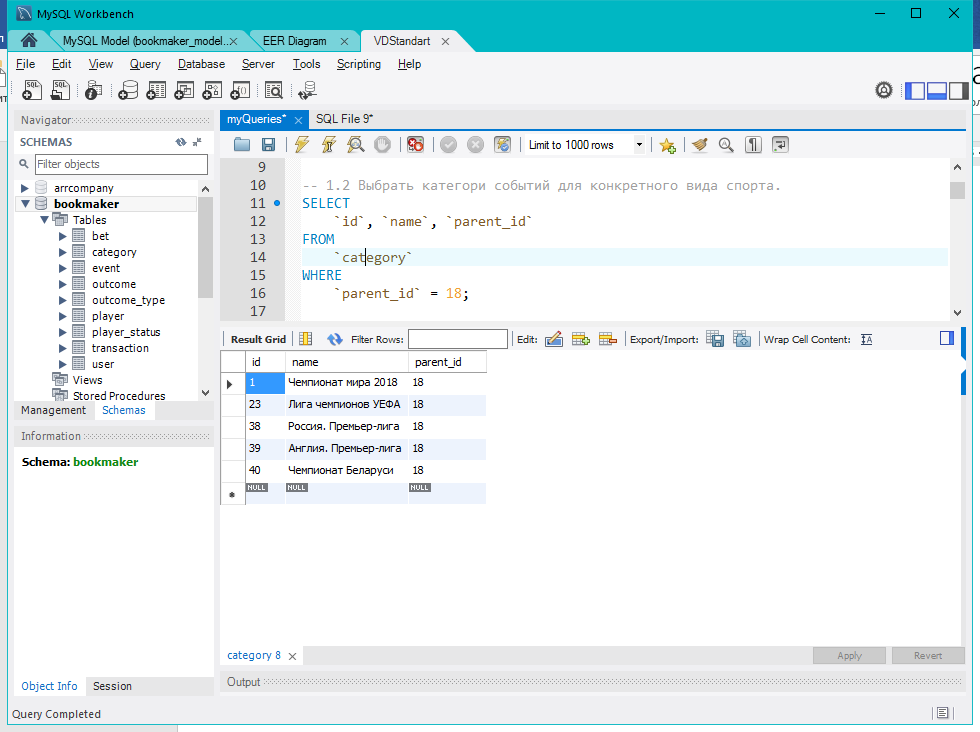 MySQL Workbench
MySQL Model (bookmaker_model.. EER Diagram VDStandart
File Edit View Query Database Server Tools Scripting Help
Navigator
SCHEMAS
Filter objects
arrcompany
bookmaker
Tables
bet
category
event
outcome
outcome_type
player
player_status
transaction
user
Views
Stored Procedures
Management Schemas
Information
Schema: bookmaker
Object Info Session
myQueries* SQL File 9*
Limit to 1000 rows
9
10 -- 1.2 Выбрать категори событий для конкретного вида спорта.
11 SELECT
12 `id`, `name`, `parent_id`
13 FROM
14 `category`
15 WHERE
16 `parent_id` = 18;
17
Result Grid Filter Rows: Edit: Export/Import: Wrap Cell Content:
id name parent_id
1 Чемпионат мира 2018 18
23 Лига чемпионов УЕФА 18
38 Россия. Премьер-лига 18
39 Англия. Премьер-лига 18
40 Чемпионат Беларуси 18
NULL NULL NULL
category 8 Apply Revert
Output
Query Completed